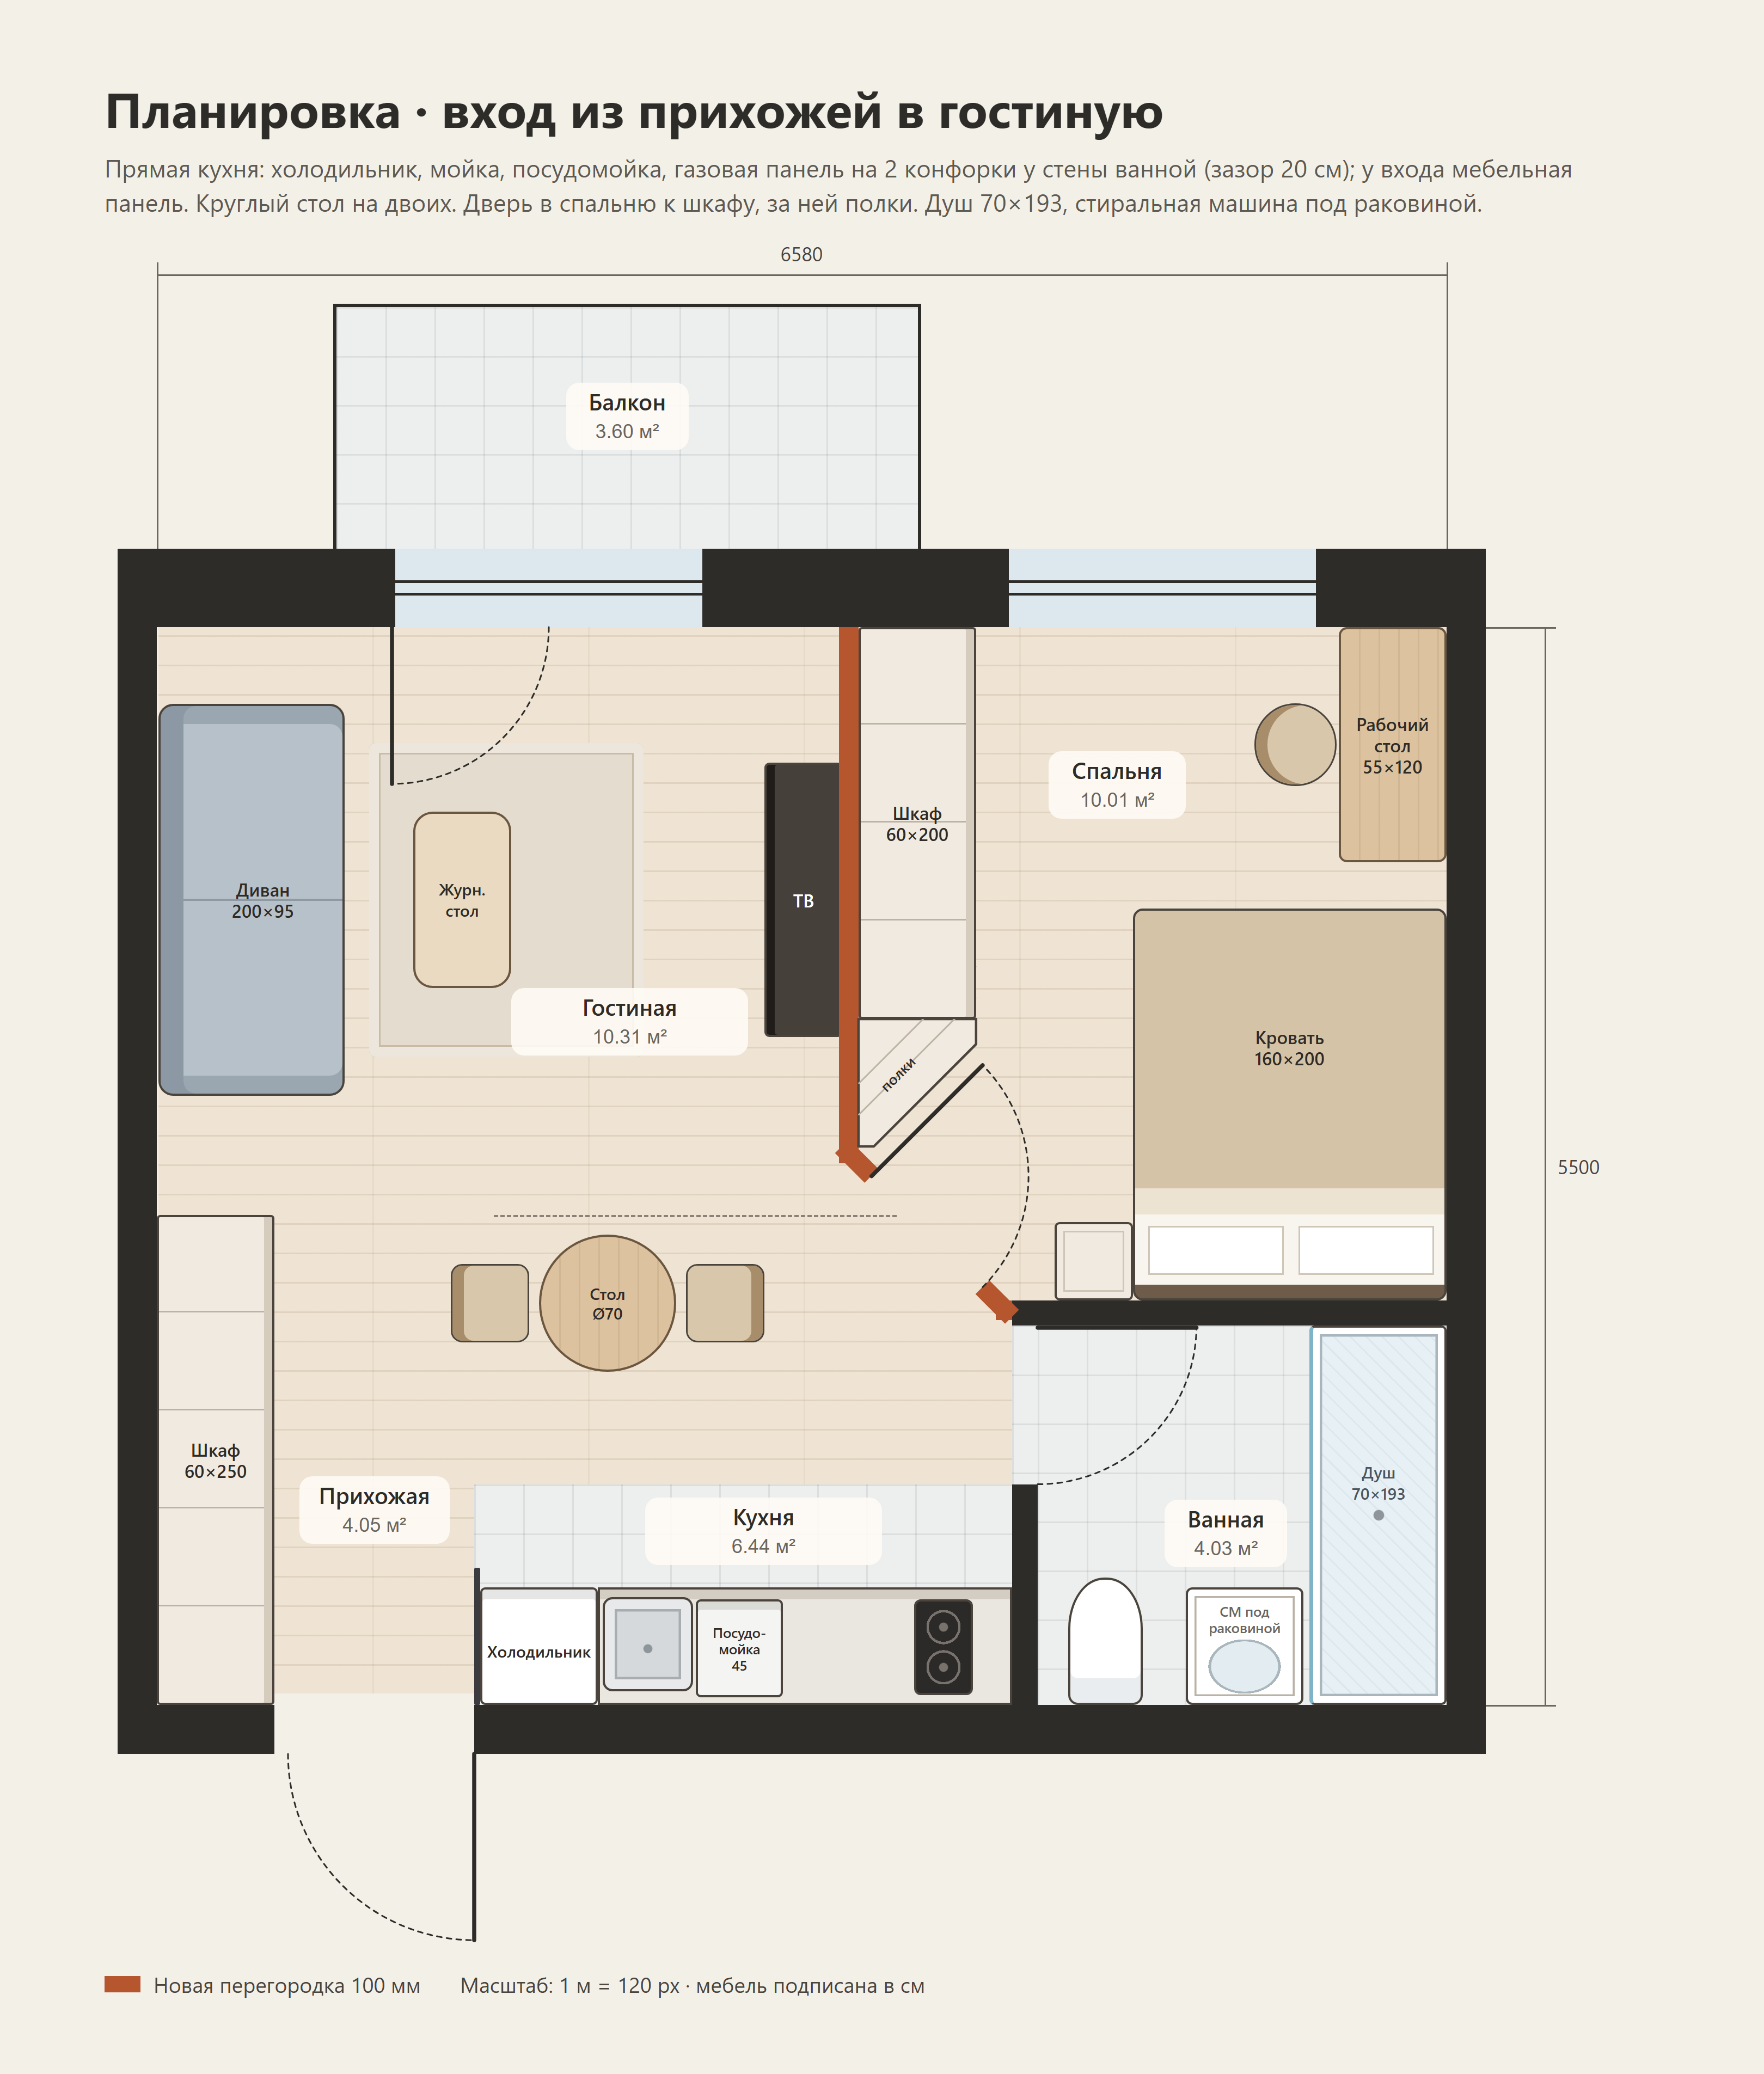 Планировка · вход из прихожей в гостиную
Прямая кухня: холодильник, мойка, посудомойка, газовая панель на 2 конфорки у стены ванной (зазор 20 см); у входа мебельная
панель. Круглый стол на двоих. Дверь в спальню к шкафу, за ней полки. Душ 70×193, стиральная машина под раковиной.
6580
Балкон
3.60 м²
Рабочий
стол
55×120
Спальня
10.01 м²
Шкаф
60×200
Диван
200×95
Журн.
стол
ТВ
Гостиная
10.31 м²
Кровать
160×200
полки
5500
Стол
Ø70
Шкаф
60×250
Прихожая
4.05 м²
Кухня
6.44 м²
Душ
70×193
Ванная
4.03 м²
Холодильник
Посудо-
мойка
45
СМ под
раковиной
Новая перегородка 100 мм
Масштаб: 1 м = 120 px · мебель подписана в см